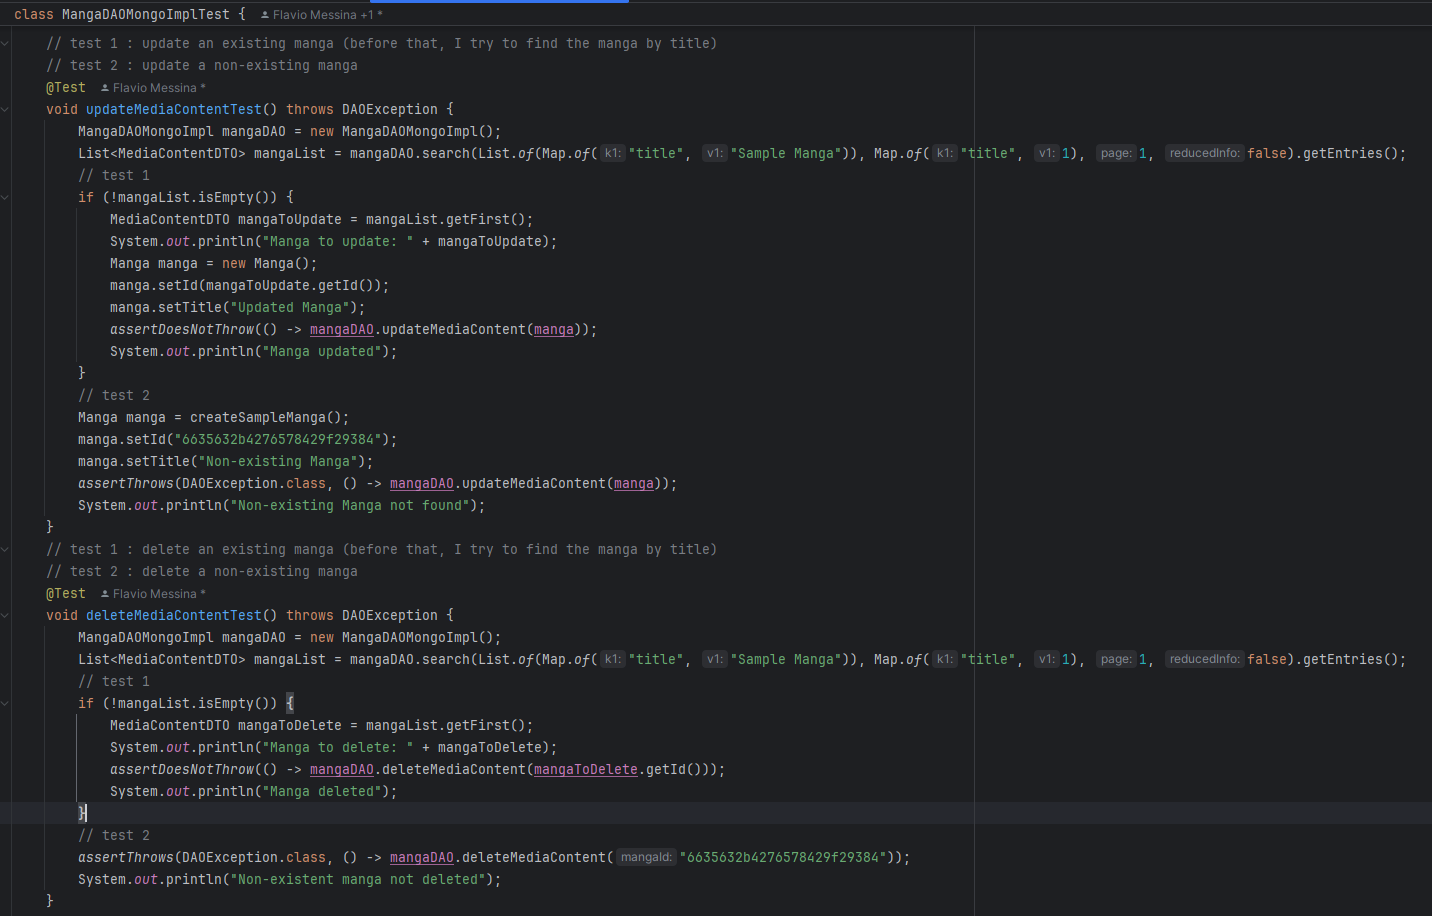 class MangaDAOMongoImplTest {  Flavio Messina +1 *
// test 1 : update an existing manga (before that, I try to find the manga by title)
// test 2 : update a non-existing manga
@Test  Flavio Messina *
void updateMediaContentTest() throws DAOException {
MangaDAOMongoImpl mangaDAO = new MangaDAOMongoImpl();
List<MediaContentDTO> mangaList = mangaDAO.search(List.of(Map.of( k1: "title",  v1: "Sample Manga")), Map.of( k1: "title",  v1: 1),  page: 1,  reducedInfo: false).getEntries();
// test 1
if (!mangaList.isEmpty()) {
MediaContentDTO mangaToUpdate = mangaList.getFirst();
System.out.println("Manga to update: " + mangaToUpdate);
Manga manga = new Manga();
manga.setId(mangaToUpdate.getId());
manga.setTitle("Updated Manga");
assertDoesNotThrow(() -> mangaDAO.updateMediaContent(manga));
System.out.println("Manga updated");
}
// test 2
Manga manga = createSampleManga();
manga.setId("6635632b4276578429f29384");
manga.setTitle("Non-existing Manga");
assertThrows(DAOException.class, () -> mangaDAO.updateMediaContent(manga));
System.out.println("Non-existing Manga not found");
}
// test 1 : delete an existing manga (before that, I try to find the manga by title)
// test 2 : delete a non-existing manga
@Test  Flavio Messina *
void deleteMediaContentTest() throws DAOException {
MangaDAOMongoImpl mangaDAO = new MangaDAOMongoImpl();
List<MediaContentDTO> mangaList = mangaDAO.search(List.of(Map.of( k1: "title",  v1: "Sample Manga")), Map.of( k1: "title",  v1: 1),  page: 1,  reducedInfo: false).getEntries();
// test 1
if (!mangaList.isEmpty()) {
MediaContentDTO mangaToDelete = mangaList.getFirst();
System.out.println("Manga to delete: " + mangaToDelete);
assertDoesNotThrow(() -> mangaDAO.deleteMediaContent(mangaToDelete.getId()));
System.out.println("Manga deleted");
}
// test 2
assertThrows(DAOException.class, () -> mangaDAO.deleteMediaContent( mangaId: "6635632b4276578429f29384"));
System.out.println("Non-existent manga not deleted");
}